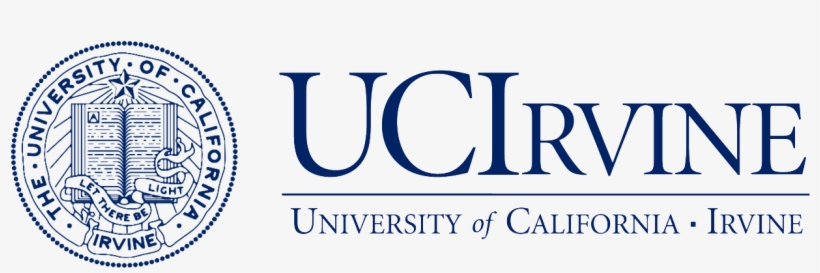 · THE · UNIVERSITY · OF · CALIFORNIA ·
A
LET THERE BE LIGHT
IRVINE
UCIRVINE
UNIVERSITY of CALIFORNIA · IRVINE